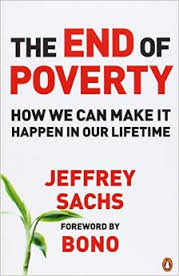 THE END OF
POVERTY
HOW WE CAN MAKE IT
HAPPEN IN OUR LIFETIME
JEFFREY
SACHS
FOREWORD BY
BONO